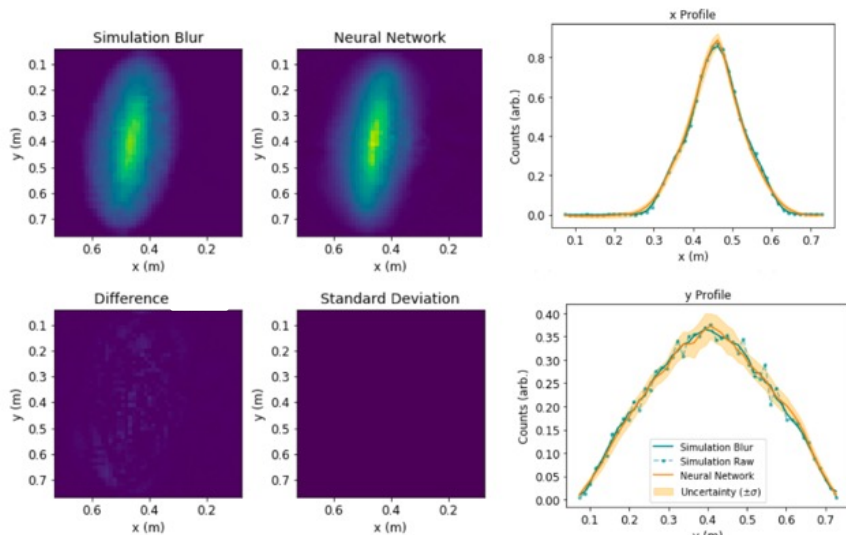 Simulation Blur
0.1
0.2
0.3
0.4
0.5
0.6
0.7
y (m)
0.6 0.4 0.2
x (m)
Neural Network
0.1
0.2
0.3
0.4
0.5
0.6
0.7
y (m)
0.6 0.4 0.2
x (m)
x Profile
0.8
0.6
0.4
0.2
0.0
Counts (arb.)
0.1 0.2 0.3 0.4 0.5 0.6 0.7
x (m)
Difference
0.1
0.2
0.3
0.4
0.5
0.6
0.7
y (m)
0.6 0.4 0.2
x (m)
Standard Deviation
0.1
0.2
0.3
0.4
0.5
0.6
0.7
y (m)
0.6 0.4 0.2
x (m)
y Profile
0.40
0.35
0.30
0.25
0.20
0.15
0.10
0.05
0.00
Counts (arb.)
Simulation Blur
Simulation Raw
Neural Network
Uncertainty (±σ)
0.1 0.2 0.3 0.4 0.5 0.6 0.7